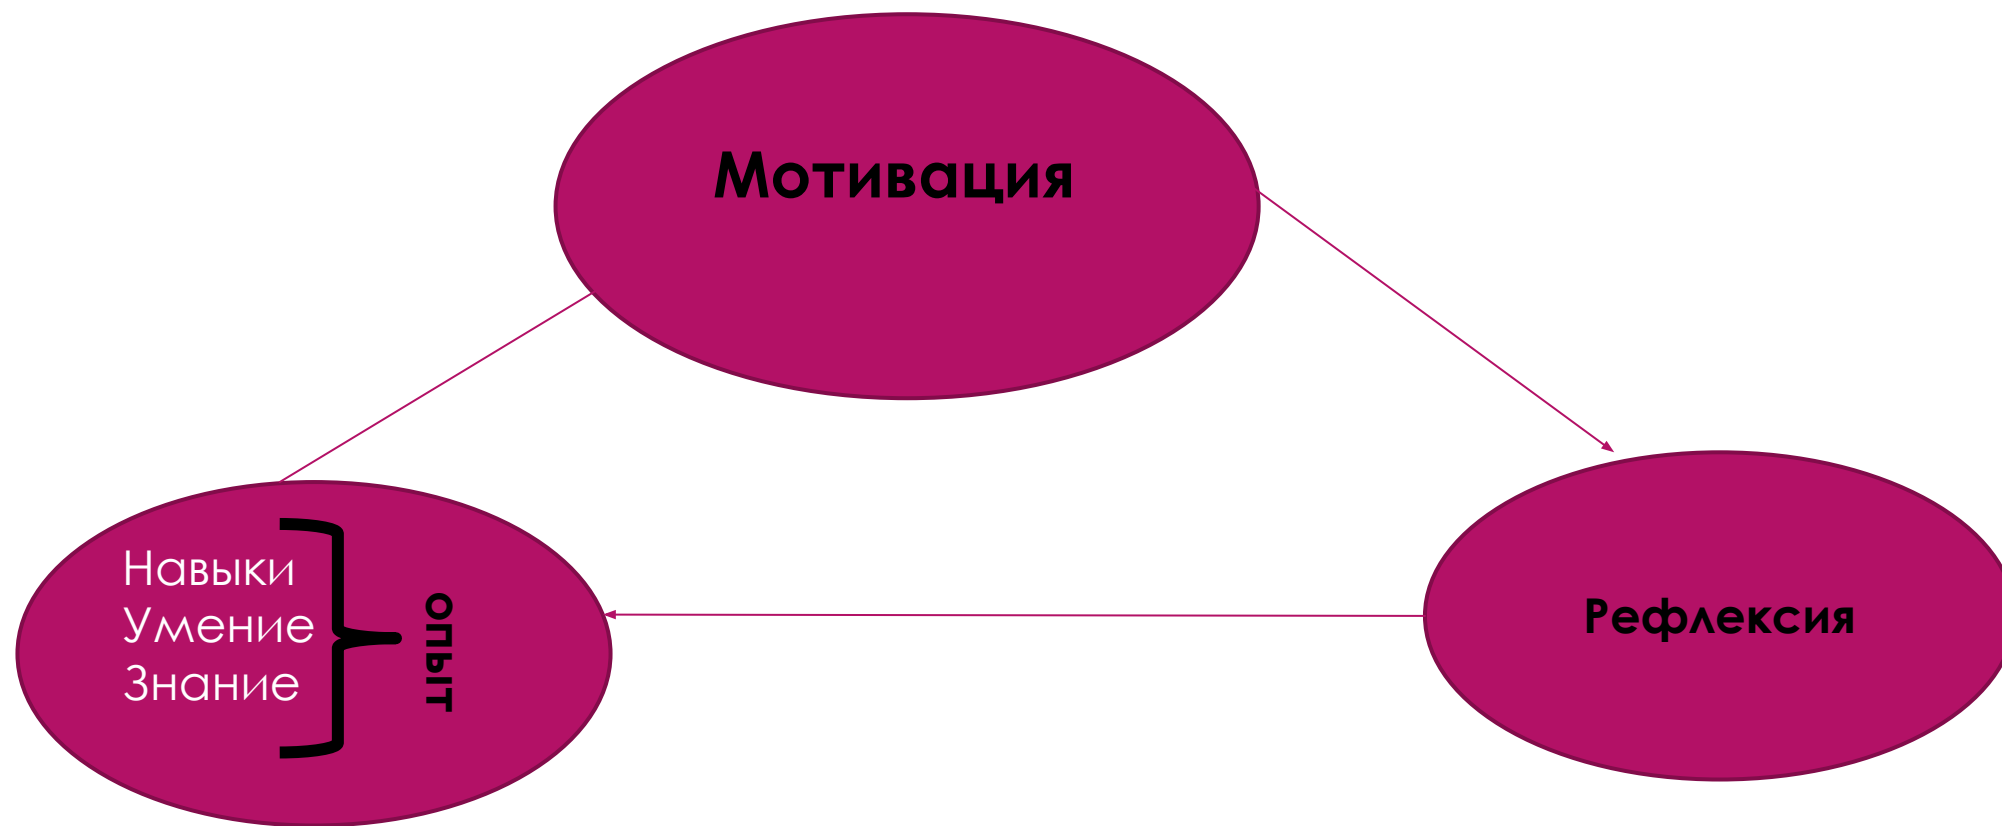 Мотивация
Навыки
Умение
Знание
опыт
Рефлексия